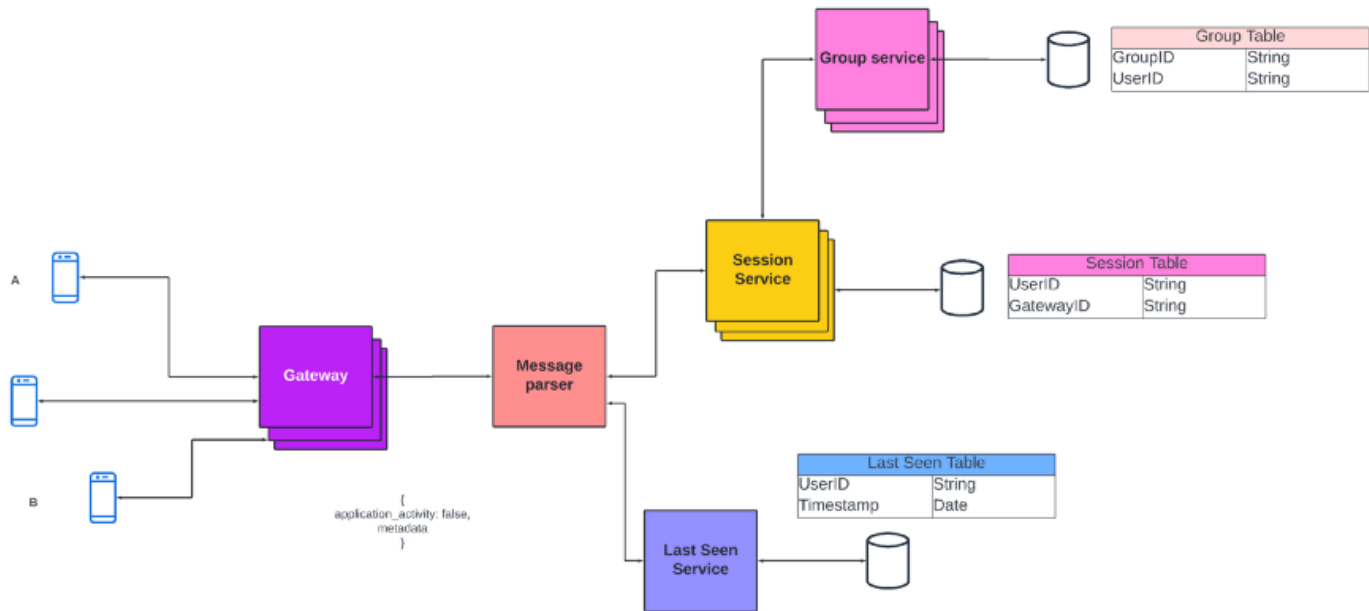 Group service
Group Table
GroupID String
UserID String
Session
Service
Session Table
UserID String
GatewayID String
A
Gateway
Message
parser
B
{
application_activity: false,
metadata
}
Last Seen Table
UserID String
Timestamp Date
Last Seen
Service